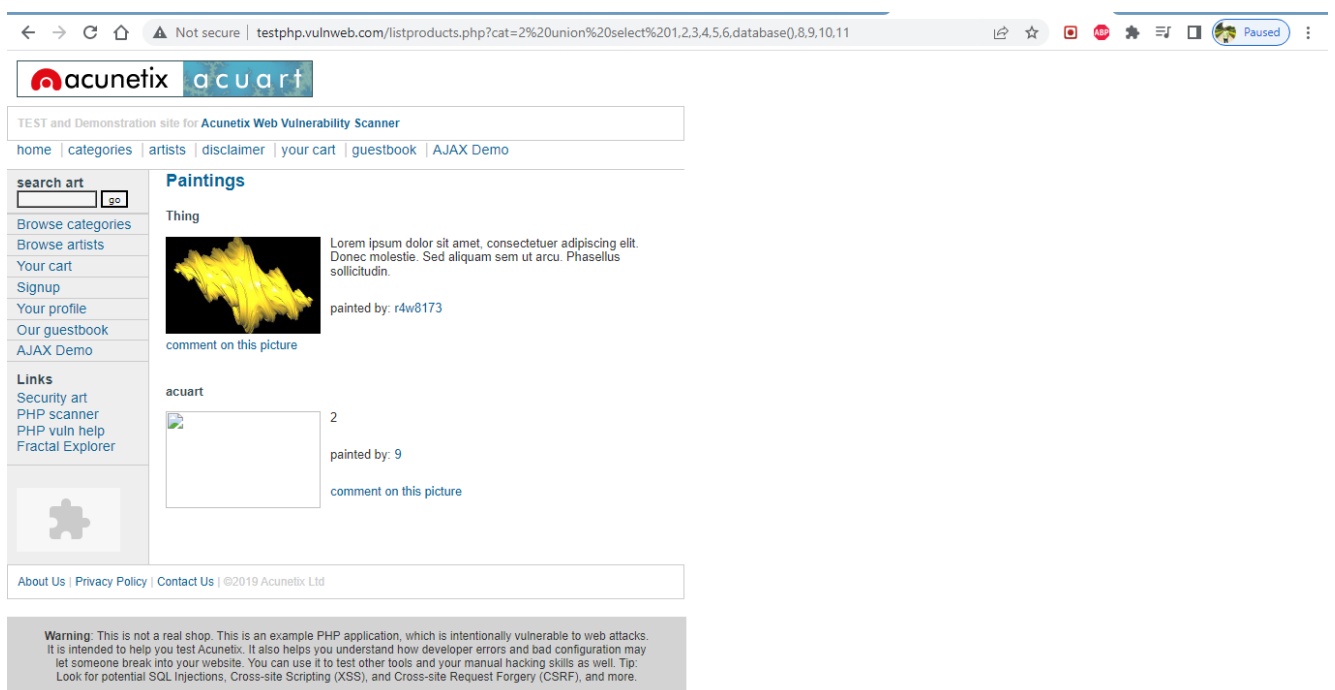 Not secure | testphp.vulnweb.com/listproducts.php?cat=2%20union%20select%201,2,3,4,5,6,database(),8,9,10,11
ABP
Paused
acunetix acuart
TEST and Demonstration site for Acunetix Web Vulnerability Scanner
home | categories | artists | disclaimer | your cart | guestbook | AJAX Demo
search art
go
Browse categories
Browse artists
Your cart
Signup
Your profile
Our guestbook
AJAX Demo
Links
Security art
PHP scanner
PHP vuln help
Fractal Explorer
Paintings
Thing
Lorem ipsum dolor sit amet, consectetuer adipiscing elit.
Donec molestie. Sed aliquam sem ut arcu. Phasellus
sollicitudin.
painted by: r4w8173
comment on this picture
acuart
2
painted by: 9
comment on this picture
About Us | Privacy Policy | Contact Us | ©2019 Acunetix Ltd
Warning: This is not a real shop. This is an example PHP application, which is intentionally vulnerable to web attacks.
It is intended to help you test Acunetix. It also helps you understand how developer errors and bad configuration may
let someone break into your website. You can use it to test other tools and your manual hacking skills as well. Tip:
Look for potential SQL Injections, Cross-site Scripting (XSS), and Cross-site Request Forgery (CSRF), and more.